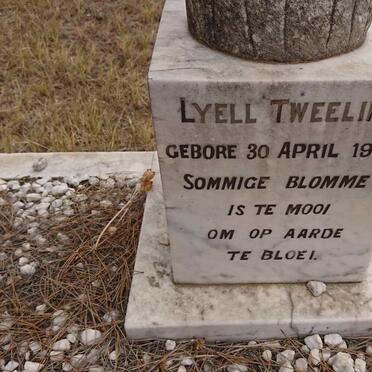 LYELL TWEELI
GEBORE 30 APRIL 19
SOMMIGE BLOMME
IS TE MOOI
OM OP AARDE
TE BLOEI.